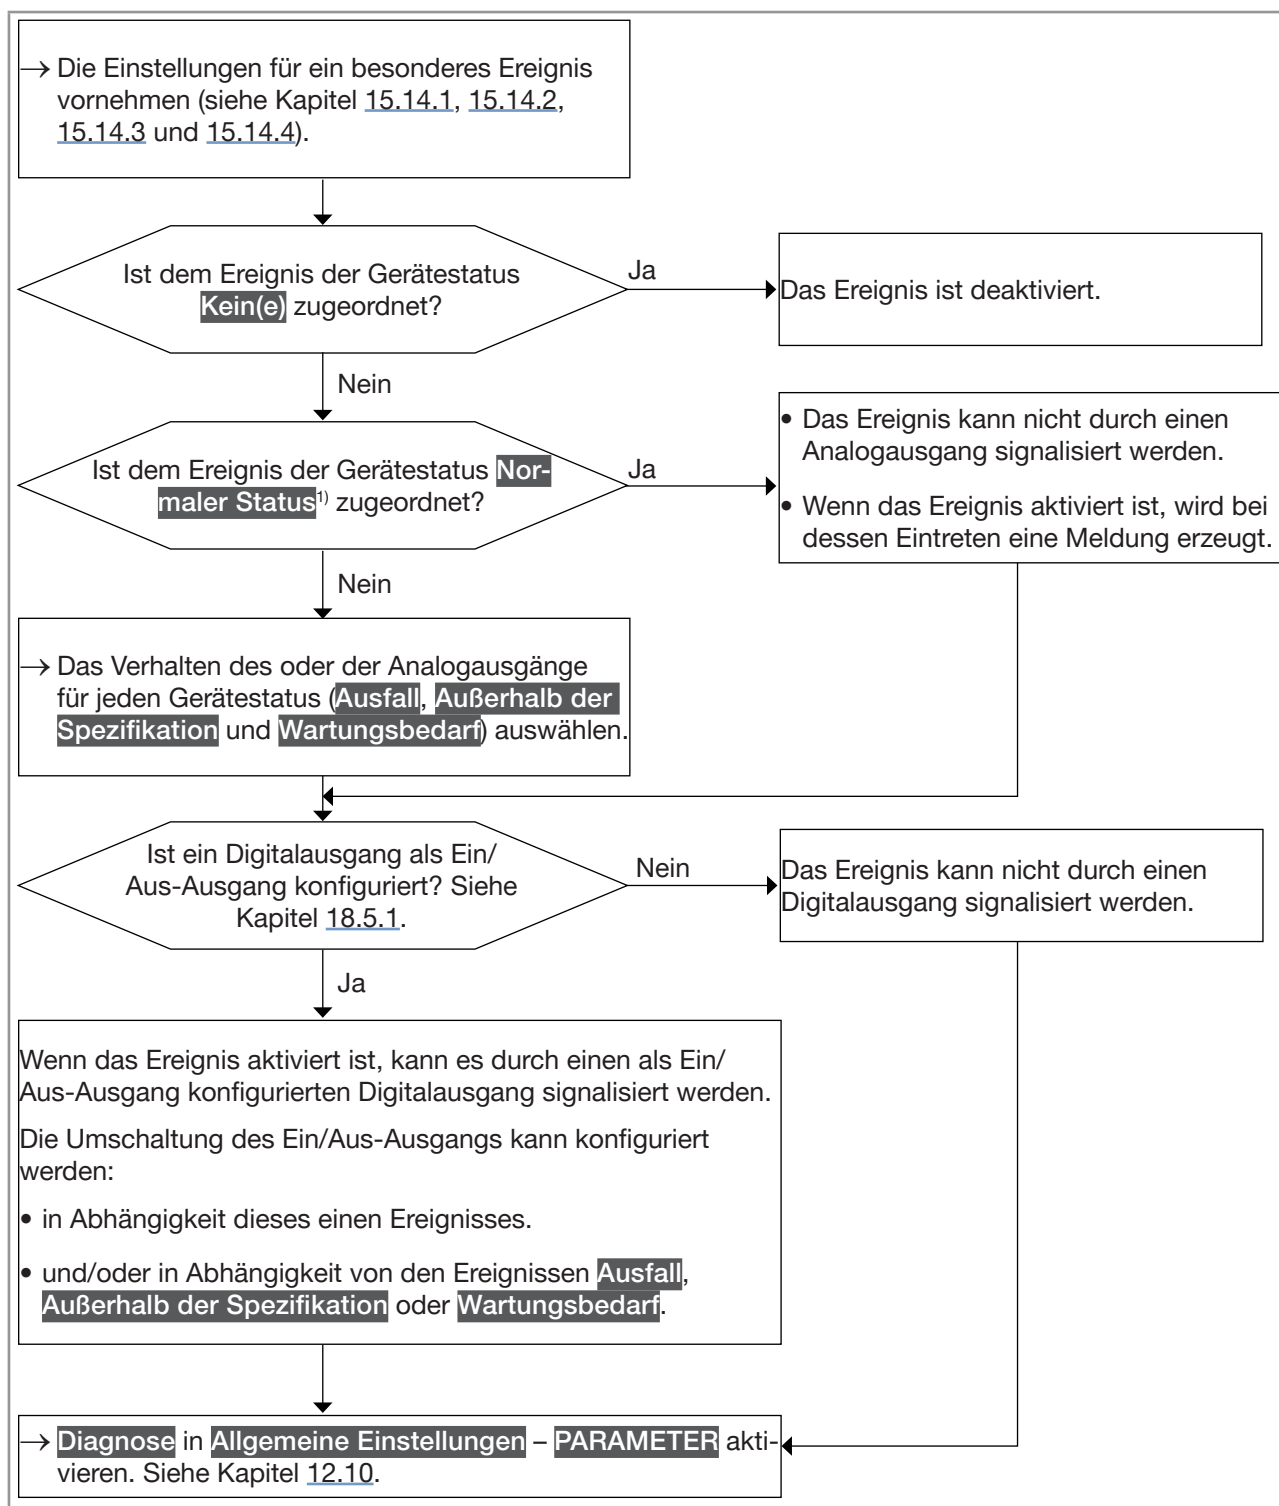 → Die Einstellungen für ein besonderes Ereignis
vornehmen (siehe Kapitel 15.14.1, 15.14.2,
15.14.3 und 15.14.4).
Ist dem Ereignis der Gerätestatus
Kein(e) zugeordnet?
Ja
Das Ereignis ist deaktiviert.
Nein
Ist dem Ereignis der Gerätestatus Nor-
maler Status1) zugeordnet?
Ja
• Das Ereignis kann nicht durch einen
Analogausgang signalisiert werden.
• Wenn das Ereignis aktiviert ist, wird bei
dessen Eintreten eine Meldung erzeugt.
Nein
→ Das Verhalten des oder der Analogausgänge
für jeden Gerätestatus (Ausfall, Außerhalb der
Spezifikation und Wartungsbedarf) auswählen.
Ist ein Digitalausgang als Ein/
Aus-Ausgang konfiguriert? Siehe
Kapitel 18.5.1.
Nein
Das Ereignis kann nicht durch einen
Digitalausgang signalisiert werden.
Ja
Wenn das Ereignis aktiviert ist, kann es durch einen als Ein/
Aus-Ausgang konfigurierten Digitalausgang signalisiert werden.
Die Umschaltung des Ein/Aus-Ausgangs kann konfiguriert
werden:
• in Abhängigkeit dieses einen Ereignisses.
• und/oder in Abhängigkeit von den Ereignissen Ausfall,
Außerhalb der Spezifikation oder Wartungsbedarf.
→ Diagnose in Allgemeine Einstellungen – PARAMETER akti-
vieren. Siehe Kapitel 12.10.